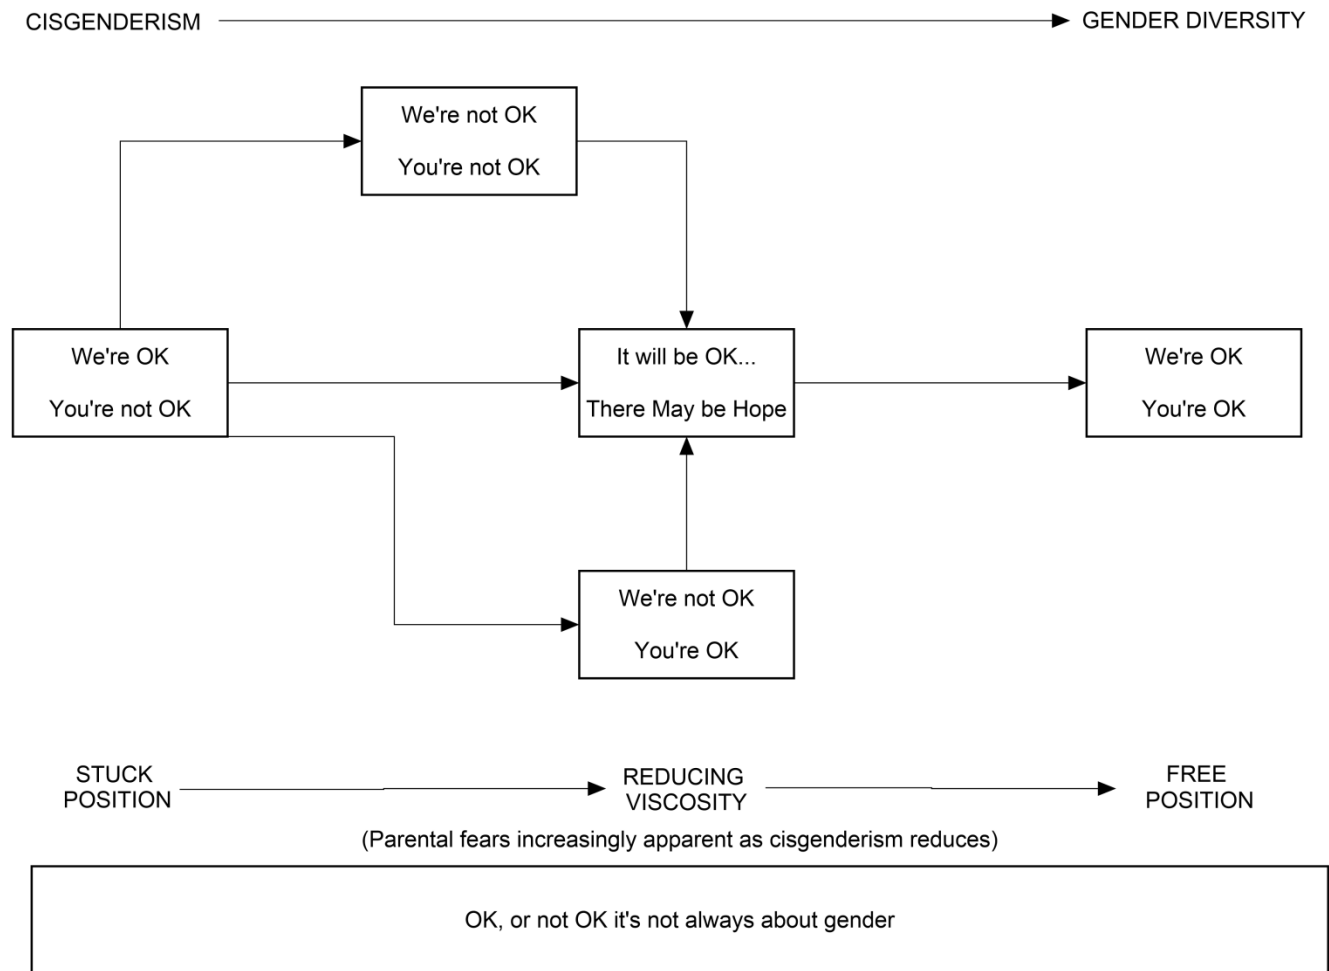 CISGENDERISM
GENDER DIVERSITY
We're not OK
You're not OK
We're OK
You're not OK
It will be OK...
There May be Hope
We're OK
You're OK
We're not OK
You're OK
STUCK
POSITION
REDUCING
VISCOSITY
FREE
POSITION
(Parental fears increasingly apparent as cisgenderism reduces)
OK, or not OK it's not always about gender